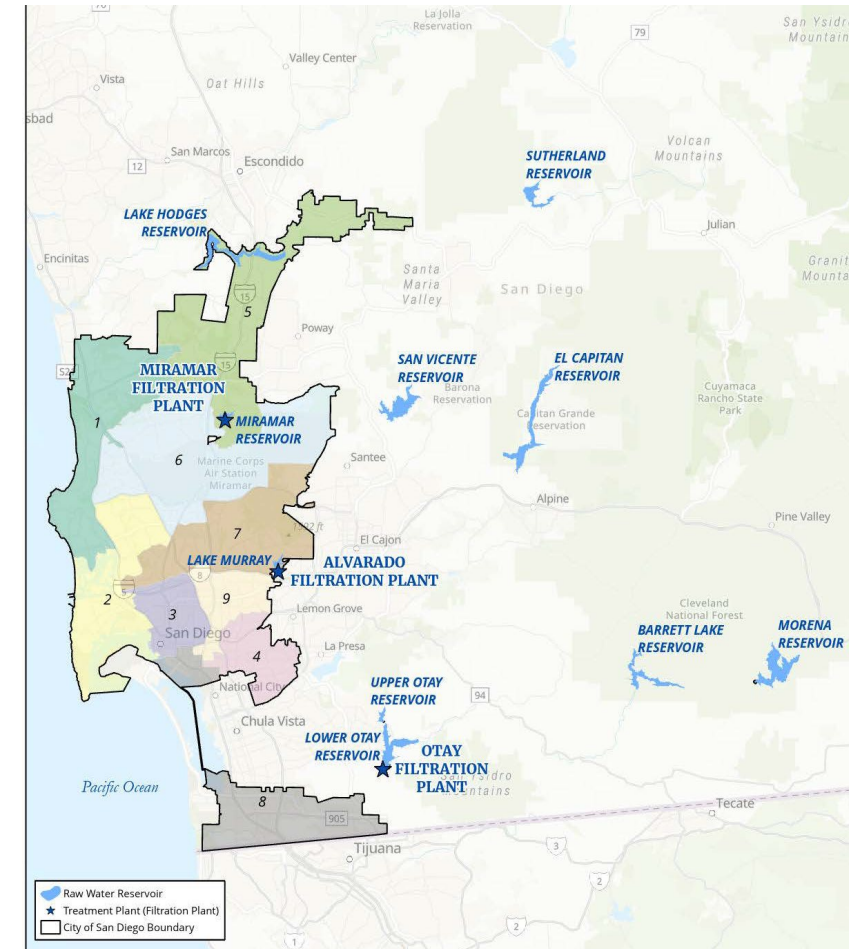 La Jolla
Reservation
79
San Ysidr
Mountain
Valley Center
Vista
Oat Hills
sbad
San Marcos
12
Escondido
SUTHERLAND
RESERVOIR
Volcan
Mountains
LAKE HODGES
RESERVOIR
Julian
Encinitas
Santa
Maria
Valley
San Diego
Granit
Mounta
15
5
Poway
15
MIRAMAR
FILTRATION
PLANT
SAN VICENTE
RESERVOIR
Barona
Reservation
EL CAPITAN
RESERVOIR
Cuyamaca
Rancho State
Park
S2
1
MIRAMAR
RESERVOIR
Capitan Grande
Reservation
6
Marine Corps
Air Station
Miramar
Santee
Alpine
Pine Valley
7
El Cajon
LAKE MURRAY
ALVARADO
FILTRATION PLANT
8
5
2
3
9
Lemon Grove
Cleveland
National Forest
San Diego
4
La Presa
BARRETT LAKE
RESERVOIR
MORENA
RESERVOIR
National City
UPPER OTAY
RESERVOIR
94
Chula Vista
LOWER OTAY
RESERVOIR
OTAY
FILTRATION
PLANT
San Ysidro
Mountains
Pacific Ocean
8
905
Tecate
Tijuana
3
2
2
1
Raw Water Reservoir
Treatment Plant (Filtration Plant)
City of San Diego Boundary